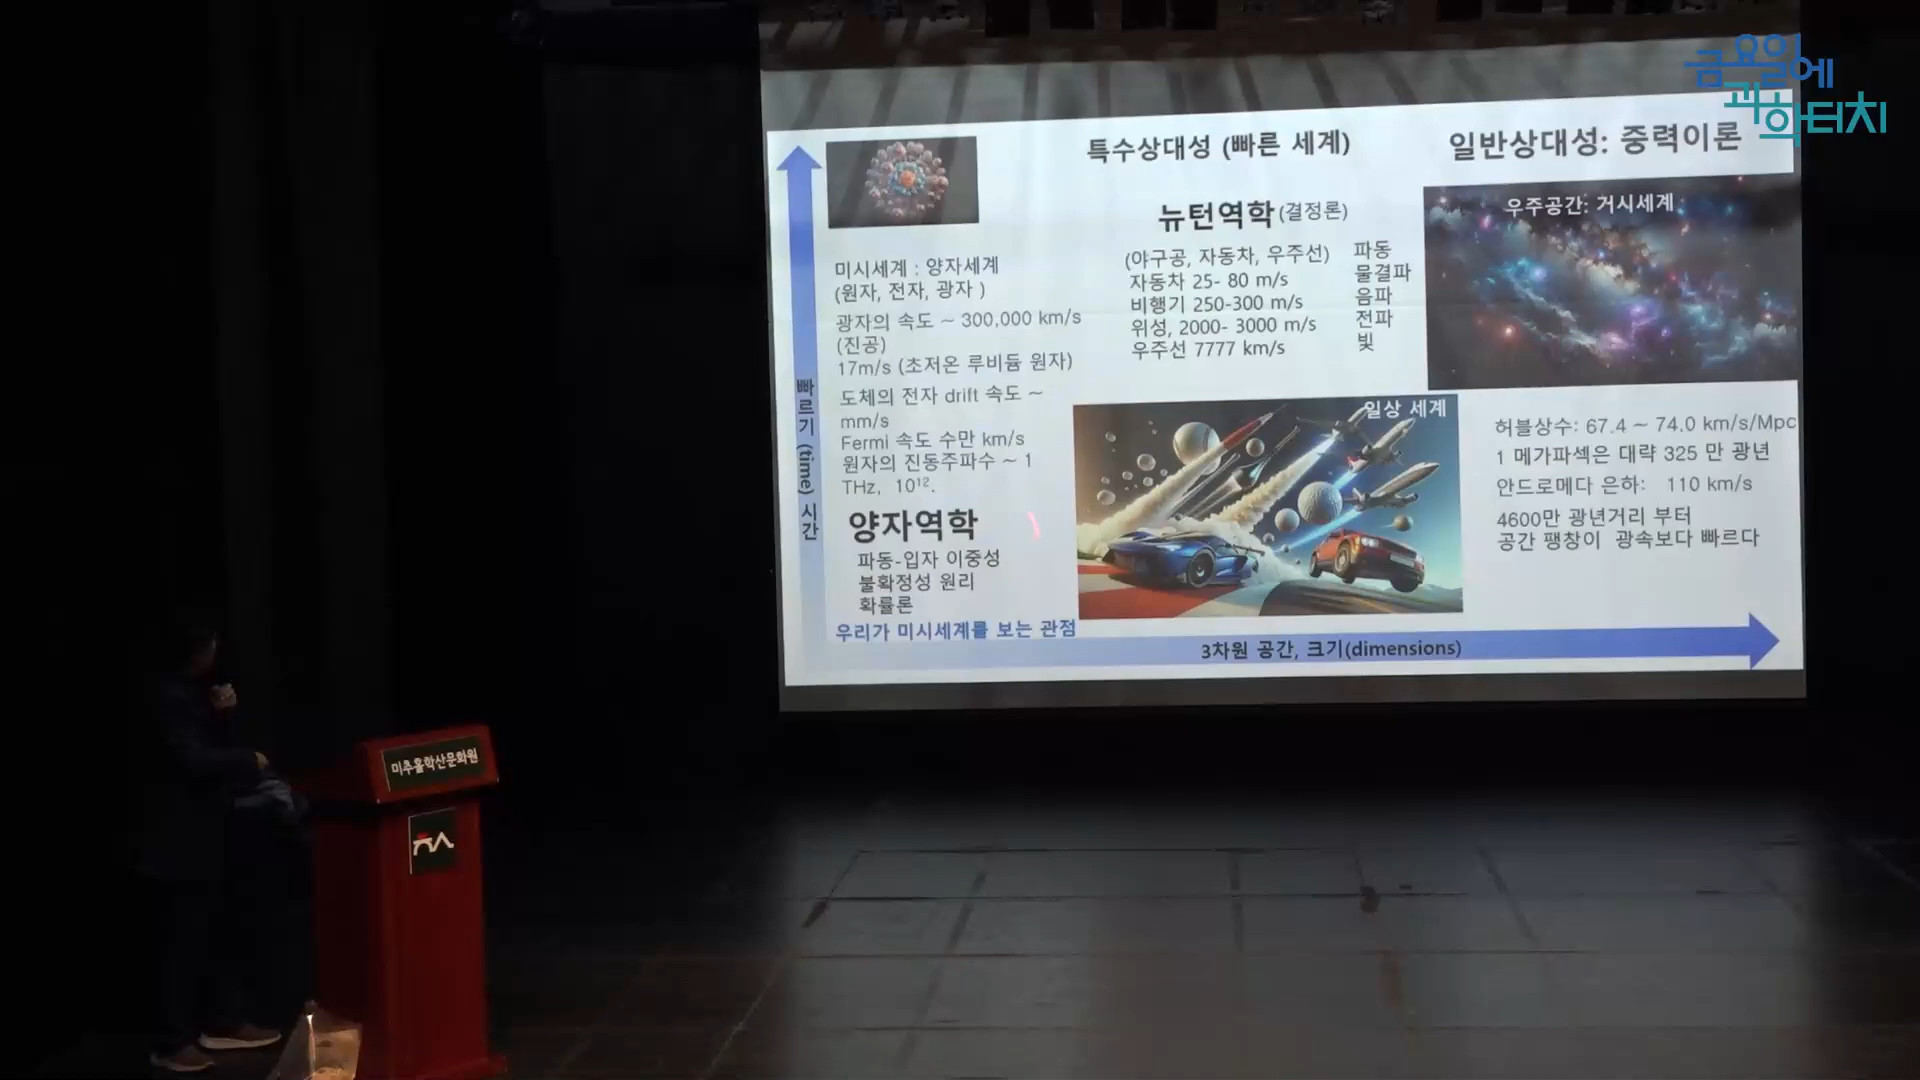 금요일에
과학터치
특수상대성 (빠른 세계)
일반상대성: 중력이론
뉴턴역학(결정론)
우주공간: 거시세계
미시세계 : 양자세계
(원자, 전자, 광자 )
광자의 속도 ~ 300,000 km/s
(진공)
17m/s (초저온 루비듐 원자)
도체의 전자 drift 속도 ~
mm/s
Fermi 속도 수만 km/s
원자의 진동주파수 ~ 1
THz, 10¹².
양자역학
파동-입자 이중성
불확정성 원리
확률론
우리가 미시세계를 보는 관점
(야구공, 자동차, 우주선)
자동차 25- 80 m/s
비행기 250-300 m/s
위성, 2000- 3000 m/s
우주선 7777 km/s
파동
물결파
음파
전파
빛
일상 세계
허블상수: 67.4 ~ 74.0 km/s/Mpc
1 메가파섹은 대략 325 만 광년
안드로메다 은하: 110 km/s
4600만 광년거리 부터
공간 팽창이 광속보다 빠르다
빠르기 (time) 시간
3차원 공간, 크기(dimensions)
미추홀학산문화원